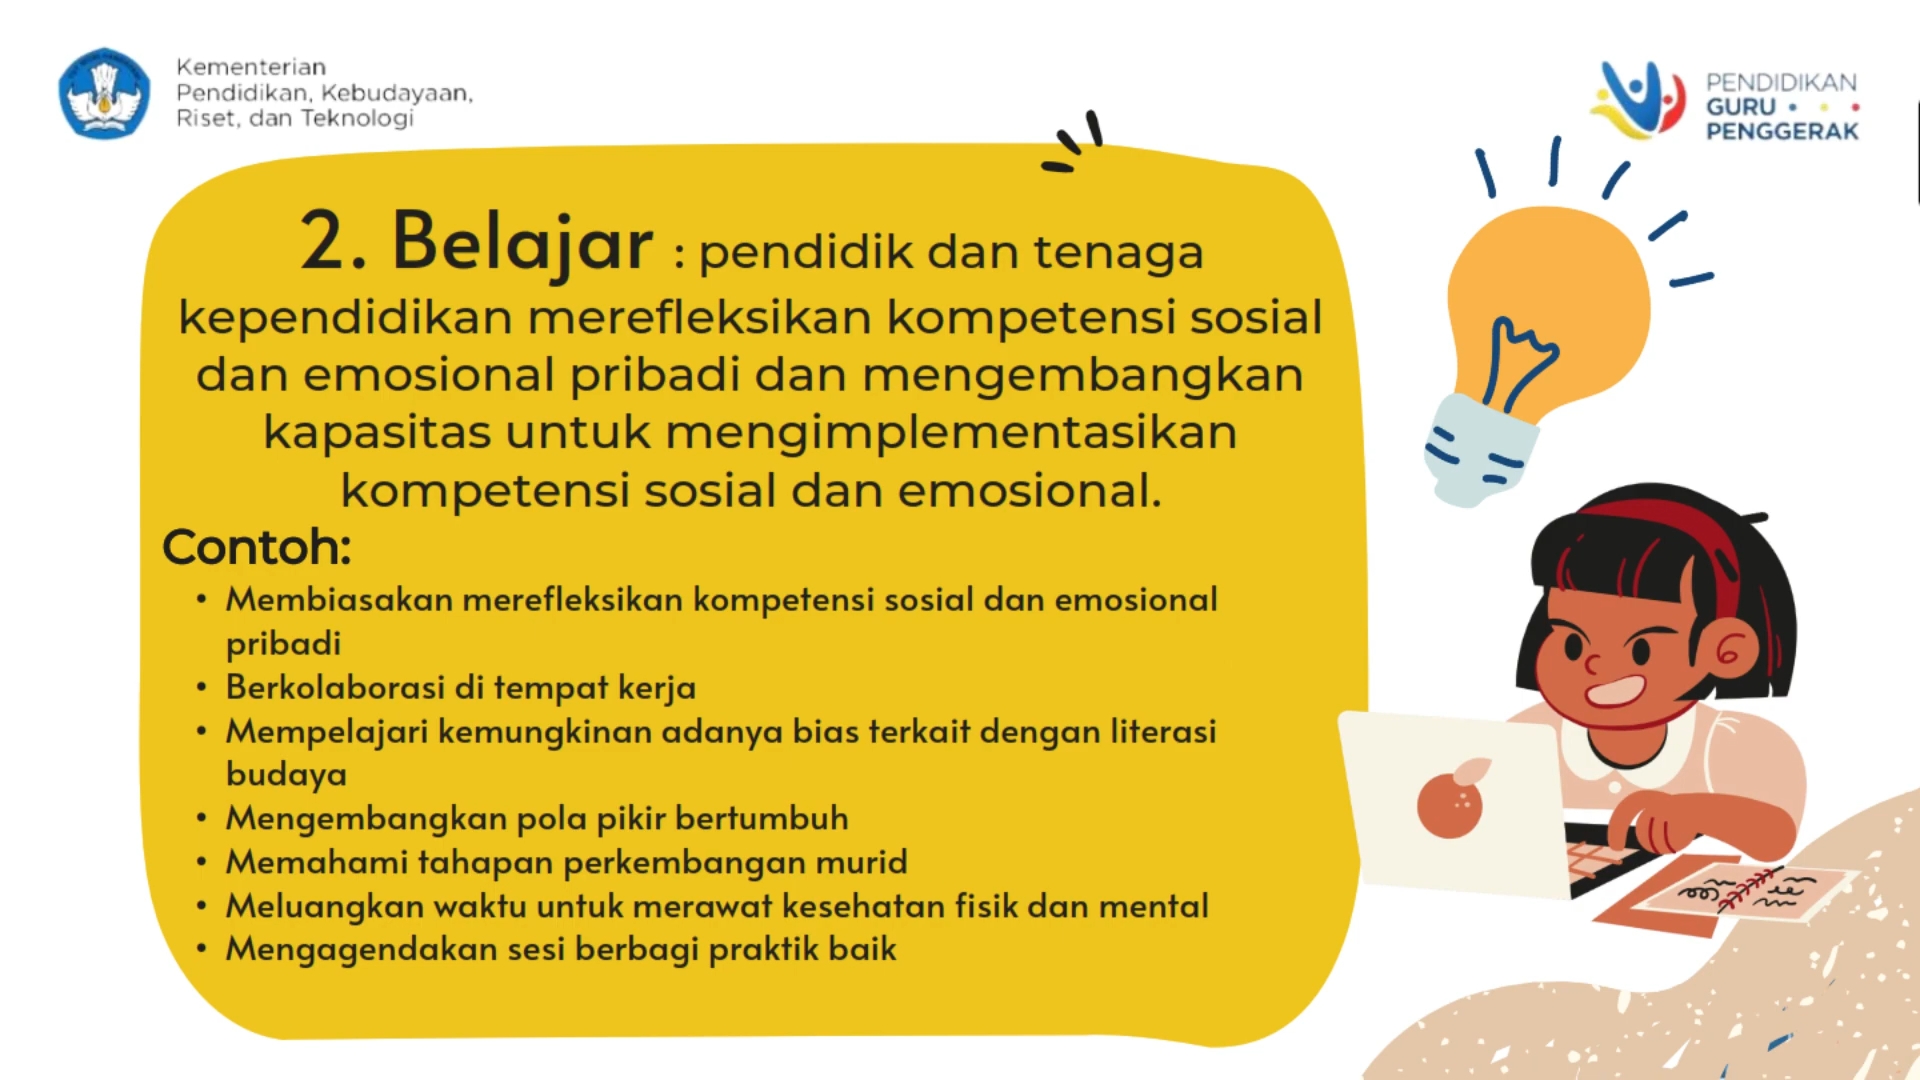 Kementerian
Pendidikan, Kebudayaan,
Riset, dan Teknologi
PENDIDIKAN
GURU
PENGGERAK
2. Belajar : pendidik dan tenaga
kependidikan merefleksikan kompetensi sosial
dan emosional pribadi dan mengembangkan
kapasitas untuk mengimplementasikan
kompetensi sosial dan emosional.
Contoh:
• Membiasakan merefleksikan kompetensi sosial dan emosional
pribadi
• Berkolaborasi di tempat kerja
• Mempelajari kemungkinan adanya bias terkait dengan literasi
budaya
• Mengembangkan pola pikir bertumbuh
• Memahami tahapan perkembangan murid
• Meluangkan waktu untuk merawat kesehatan fisik dan mental
• Mengagendakan sesi berbagi praktik baik